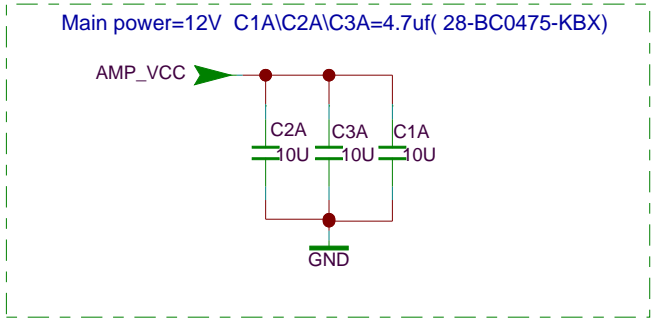 Main power=12V C1A\C2A\C3A=4.7uf( 28-BC0475-KBX)
AMP_VCC
C2A C3A C1A
10U 10U 10U
GND